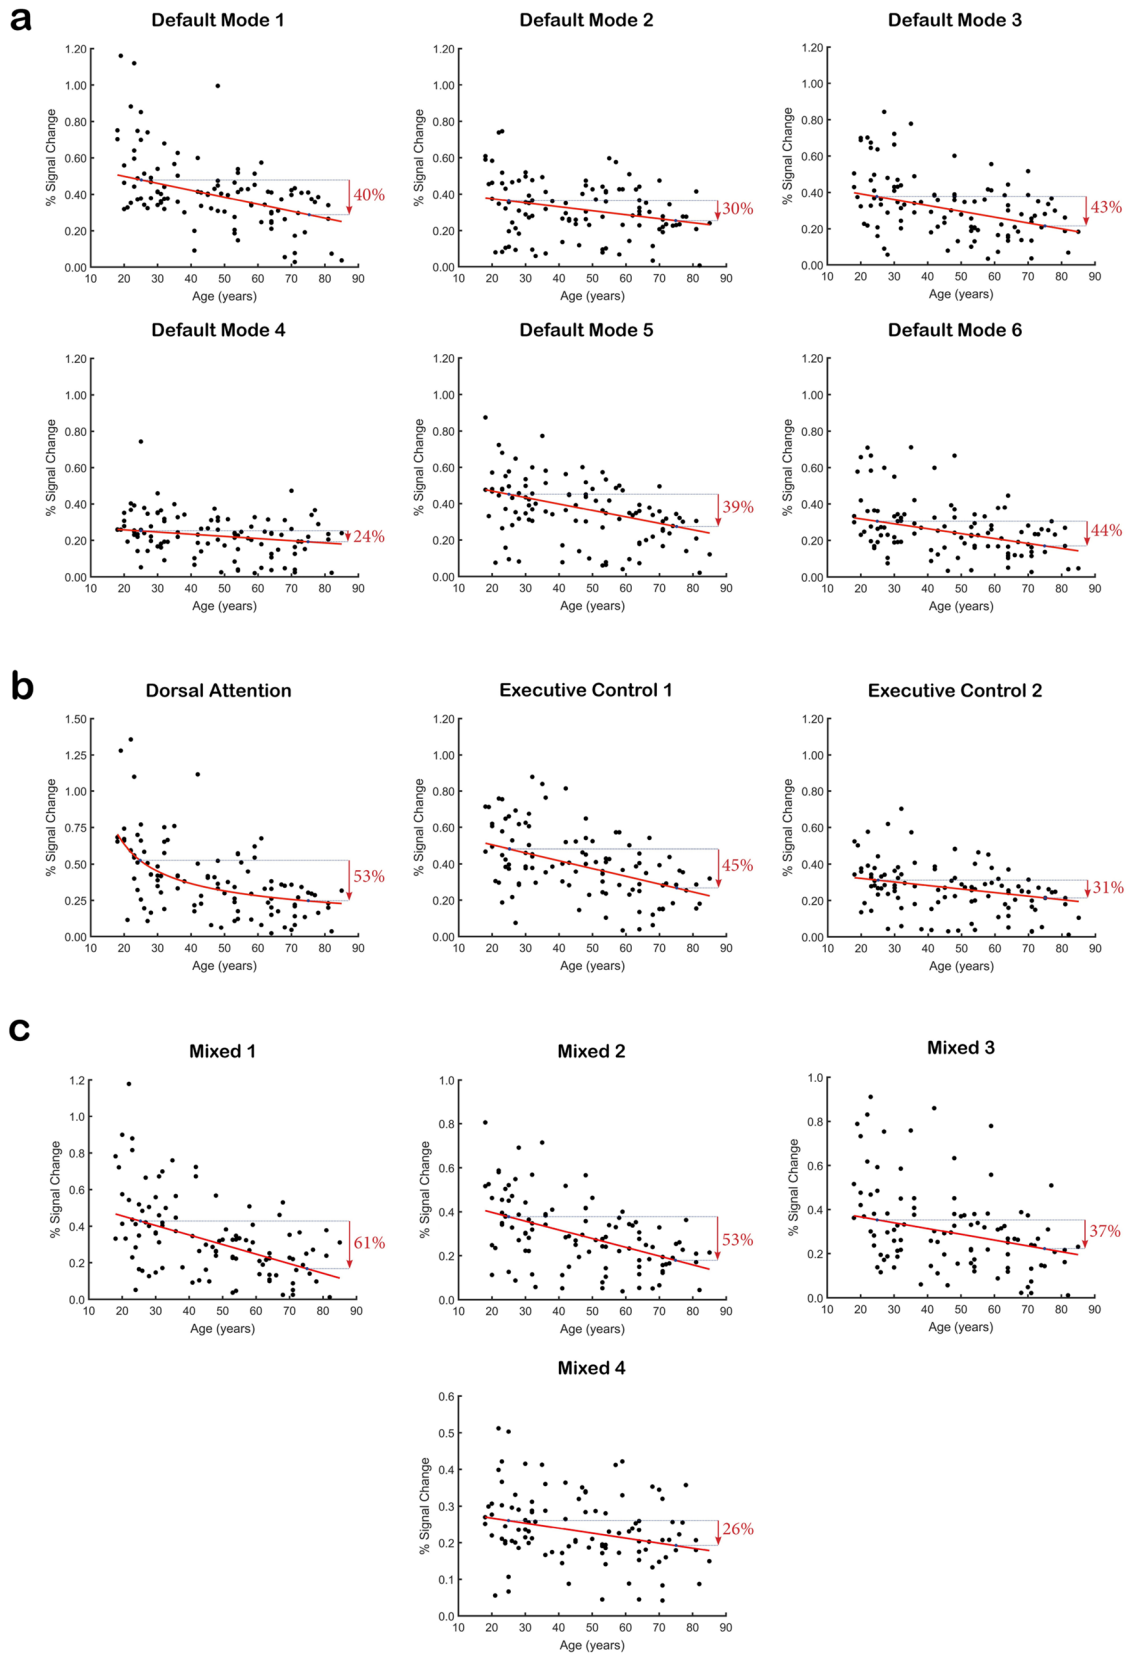 a
Default Mode 1 Default Mode 2 Default Mode 3
1.20 1.20 1.20
1.00 1.00 1.00
0.80 0.80 0.80
% Signal Change % Signal Change % Signal Change
0.60 0.60 0.60
0.40 40% 0.40 30% 0.40 43%
0.20 0.20 0.20
0.00 0.00 0.00
10 20 30 40 50 60 70 80 90 10 20 30 40 50 60 70 80 90 10 20 30 40 50 60 70 80 90
Age (years) Age (years) Age (years)
Default Mode 4 Default Mode 5 Default Mode 6
1.20 1.20 1.20
1.00 1.00 1.00
0.80 0.80 0.80
% Signal Change % Signal Change % Signal Change
0.60 0.60 0.60
0.40 0.40 39% 0.40
0.20 24% 0.20 0.20 44%
0.00 0.00 0.00
10 20 30 40 50 60 70 80 90 10 20 30 40 50 60 70 80 90 10 20 30 40 50 60 70 80 90
Age (years) Age (years) Age (years)
b
Dorsal Attention Executive Control 1 Executive Control 2
1.50 1.20 1.20
1.25 1.00 1.00
1.00 0.80 0.80
% Signal Change % Signal Change % Signal Change
0.75 0.60 0.60
0.50 53% 0.40 45% 0.40 31%
0.25 0.20 0.20
0.00 0.00 0.00
10 20 30 40 50 60 70 80 90 10 20 30 40 50 60 70 80 90 10 20 30 40 50 60 70 80 90
Age (years) Age (years) Age (years)
c
Mixed 1 Mixed 2 Mixed 3
1.2 1.0 1.0
1.0 0.8 0.8
0.8 0.6 0.6
% Signal Change % Signal Change % Signal Change
0.6 0.4 0.4
0.4 61% 53% 37%
0.2 0.2 0.2
0.0 0.0 0.0
10 20 30 40 50 60 70 80 90 10 20 30 40 50 60 70 80 90 10 20 30 40 50 60 70 80 90
Age (years) Age (years) Age (years)
Mixed 4
0.6
0.5
0.4
% Signal Change
0.3
26%
0.2
0.1
0.0
10 20 30 40 50 60 70 80 90
Age (years)